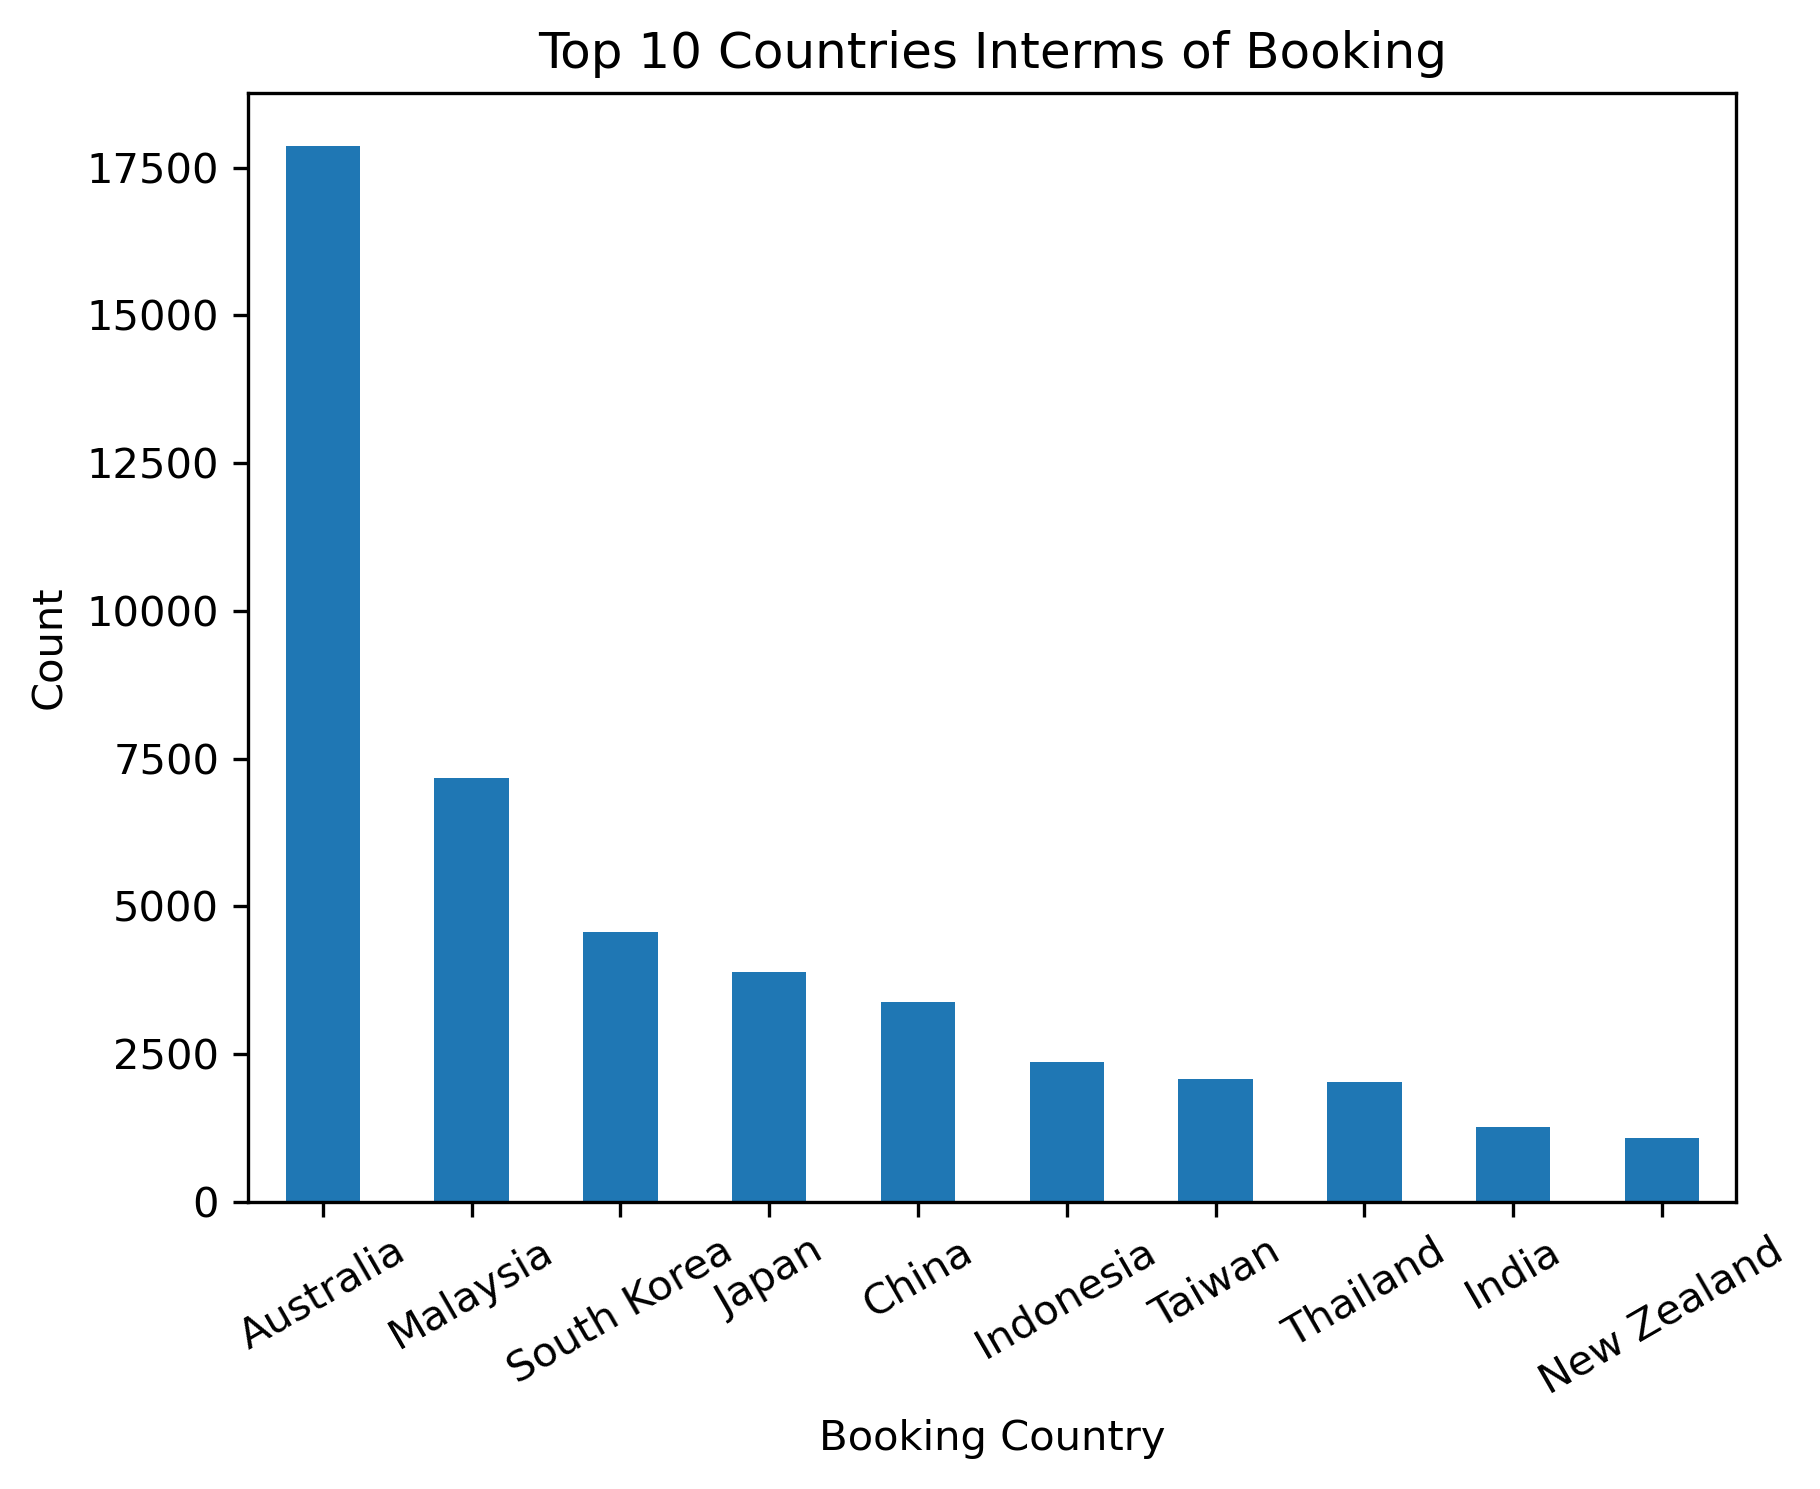 Top 10 Countries Interms of Booking
Count
17500
15000
12500
10000
7500
5000
2500
0
Australia
Malaysia
South Korea
Japan
China
Indonesia
Taiwan
Thailand
India
New Zealand
Booking Country